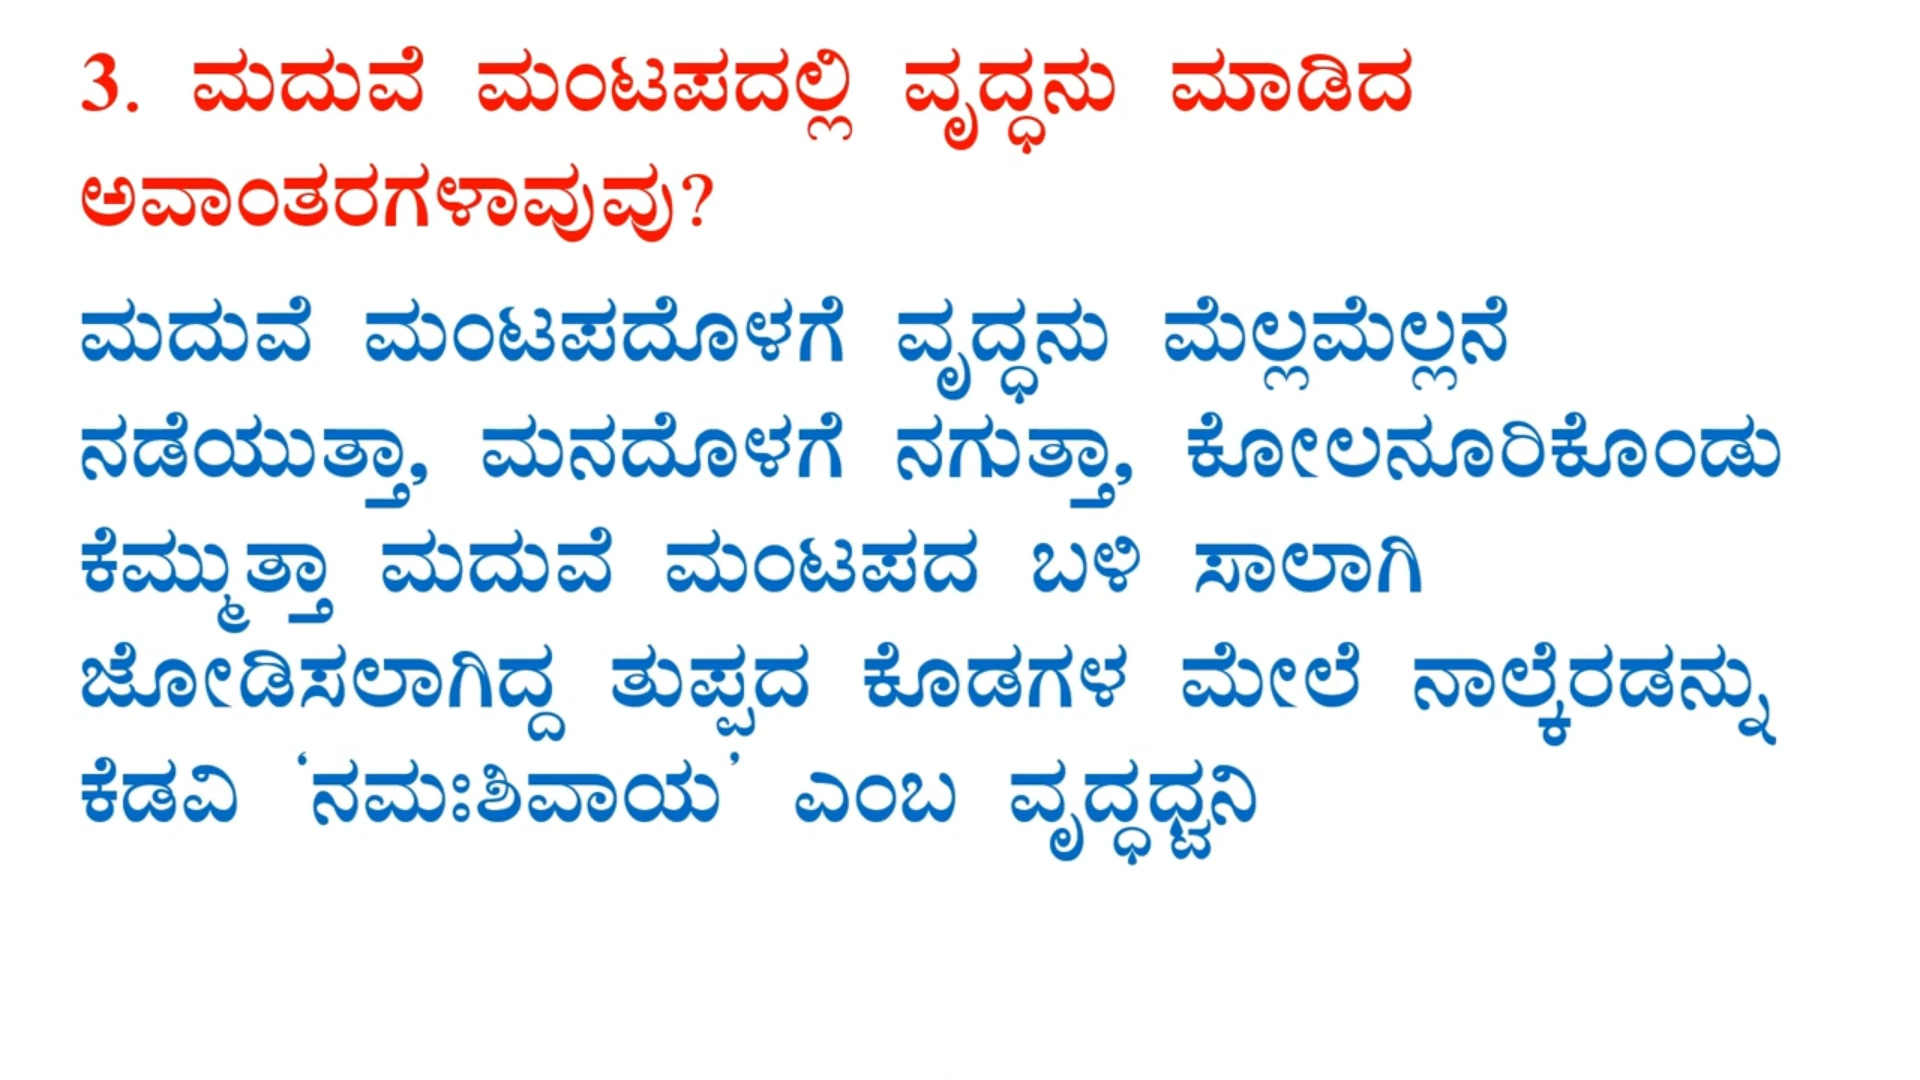 3. ಮದುವೆ ಮಂಟಪದಲ್ಲಿ ವೃದ್ಧನು ಮಾಡಿದ
ಅವಾಂತರಗಳಾವುವು?
ಮದುವೆ ಮಂಟಪದೊಳಗೆ ವೃದ್ಧನು ಮೆಲ್ಲಮೆಲ್ಲನೆ
ನಡೆಯುತ್ತಾ, ಮನದೊಳಗೆ ನಗುತ್ತಾ, ಕೋಲನೂರಿಕೊಂಡು
ಕೆಮ್ಮುತ್ತಾ ಮದುವೆ ಮಂಟಪದ ಬಳಿ ಸಾಲಾಗಿ
ಜೋಡಿಸಲಾಗಿದ್ದ ತುಪ್ಪದ ಕೊಡಗಳ ಮೇಲೆ ನಾಲ್ಕೆರಡನ್ನು
ಕೆಡವಿ ‘ನಮಃಶಿವಾಯ’ ಎಂಬ ವೃದ್ಧಧ್ವನಿ